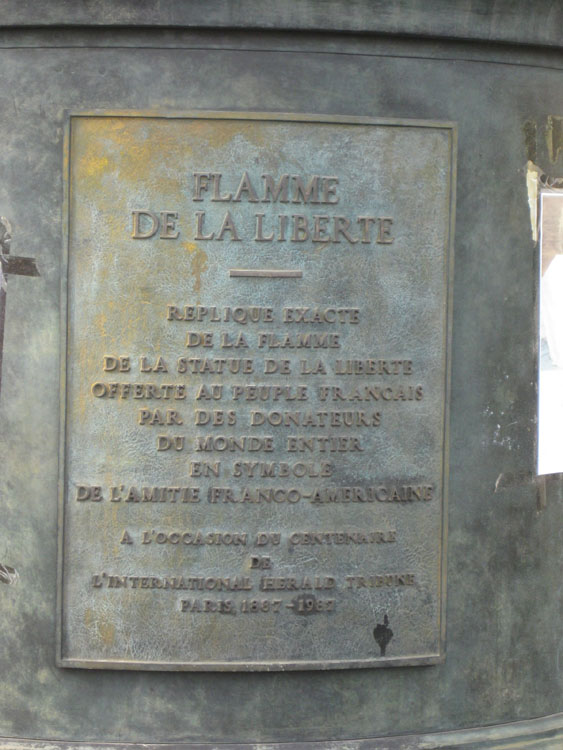 FLAMME
DE LA LIBERTE
REPLIQUE EXACTE
DE LA FLAMME
DE LA STATUE DE LA LIBERTE
OFFERTE AU PEUPLE FRANCAIS
PAR DES DONATEURS
DU MONDE ENTIER
EN SYMBOLE
DE L'AMITIE FRANCO-AMERICAINE
A L'OCCASION DU CENTENAIRE
DE
L'INTERNATIONAL HERALD TRIBUNE
PARIS 1887-1987